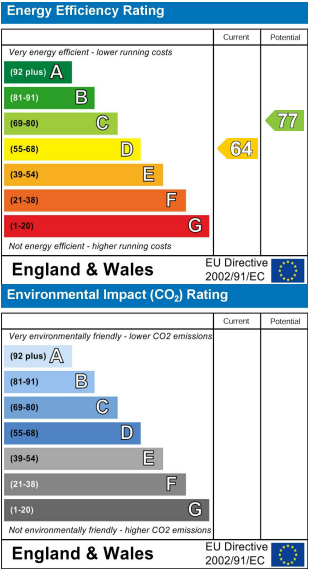 Energy Efficiency Rating
Current Potential
Very energy efficient - lower running costs
(92 plus) A
(81-91) B
(69-80) C
77
(55-68) D
64
(39-54) E
(21-38) F
(1-20) G
Not energy efficient - higher running costs
England & Wales
EU Directive
2002/91/EC
Environmental Impact (CO₂) Rating
Current Potential
Very environmentally friendly - lower CO2 emissions
(92 plus) A
(81-91) B
(69-80) C
(55-68) D
(39-54) E
(21-38) F
(1-20) G
Not environmentally friendly - higher CO2 emissions
England & Wales
EU Directive
2002/91/EC